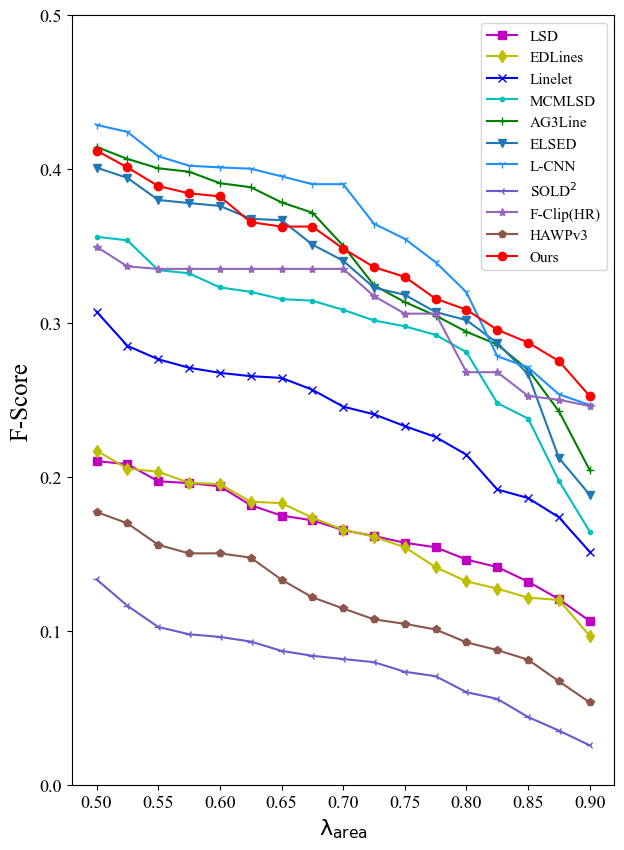 0.5
0.4
0.3
0.2
0.1
0.0
F-Score
0.50 0.55 0.60 0.65 0.70 0.75 0.80 0.85 0.90
λarea
LSD
EDLines
Linelet
MCMLSD
AG3Line
ELSED
L-CNN
SOLD²
F-Clip(HR)
HAWPv3
Ours